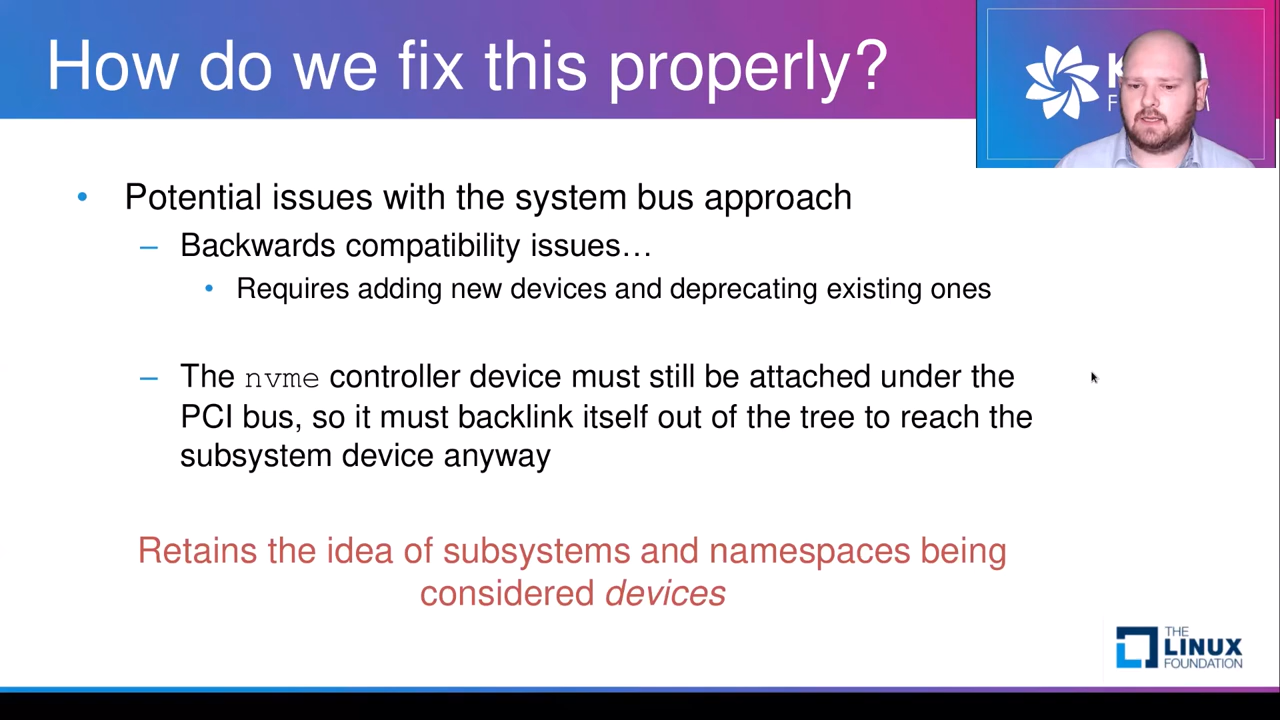 How do we fix this properly?
• Potential issues with the system bus approach
– Backwards compatibility issues…
• Requires adding new devices and deprecating existing ones
– The nvme controller device must still be attached under the
PCI bus, so it must backlink itself out of the tree to reach the
subsystem device anyway
Retains the idea of subsystems and namespaces being
considered devices
THE
LINUX
FOUNDATION